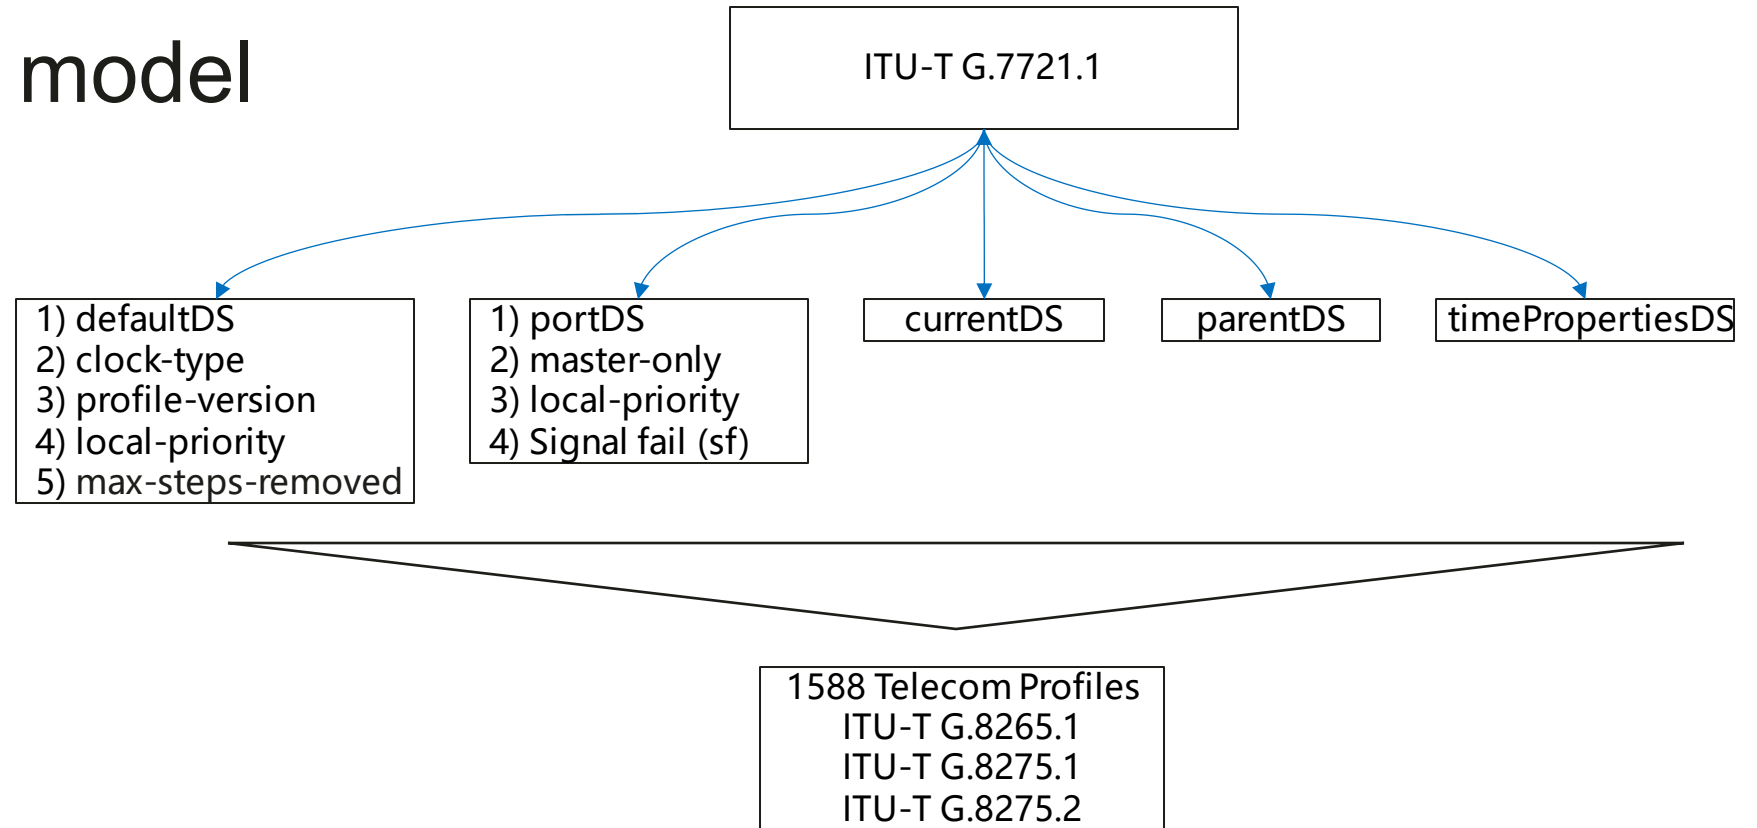 model
ITU-T G.7721.1
1) defaultDS
2) clock-type
3) profile-version
4) local-priority
5) max-steps-removed
1) portDS
2) master-only
3) local-priority
4) Signal fail (sf)
currentDS
parentDS
timePropertiesDS
1588 Telecom Profiles
ITU-T G.8265.1
ITU-T G.8275.1
ITU-T G.8275.2